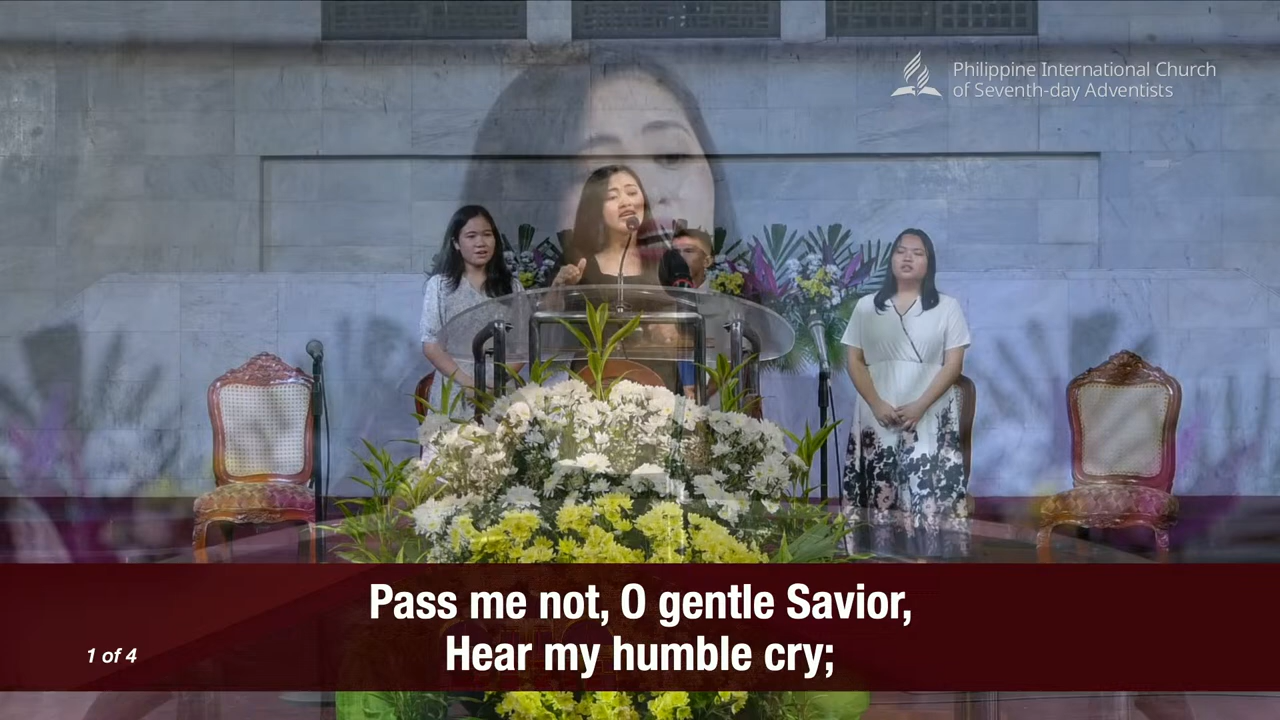 Philippine International Church
of Seventh-day Adventists
Pass me not, O gentle Savior,
Hear my humble cry;
1 of 4